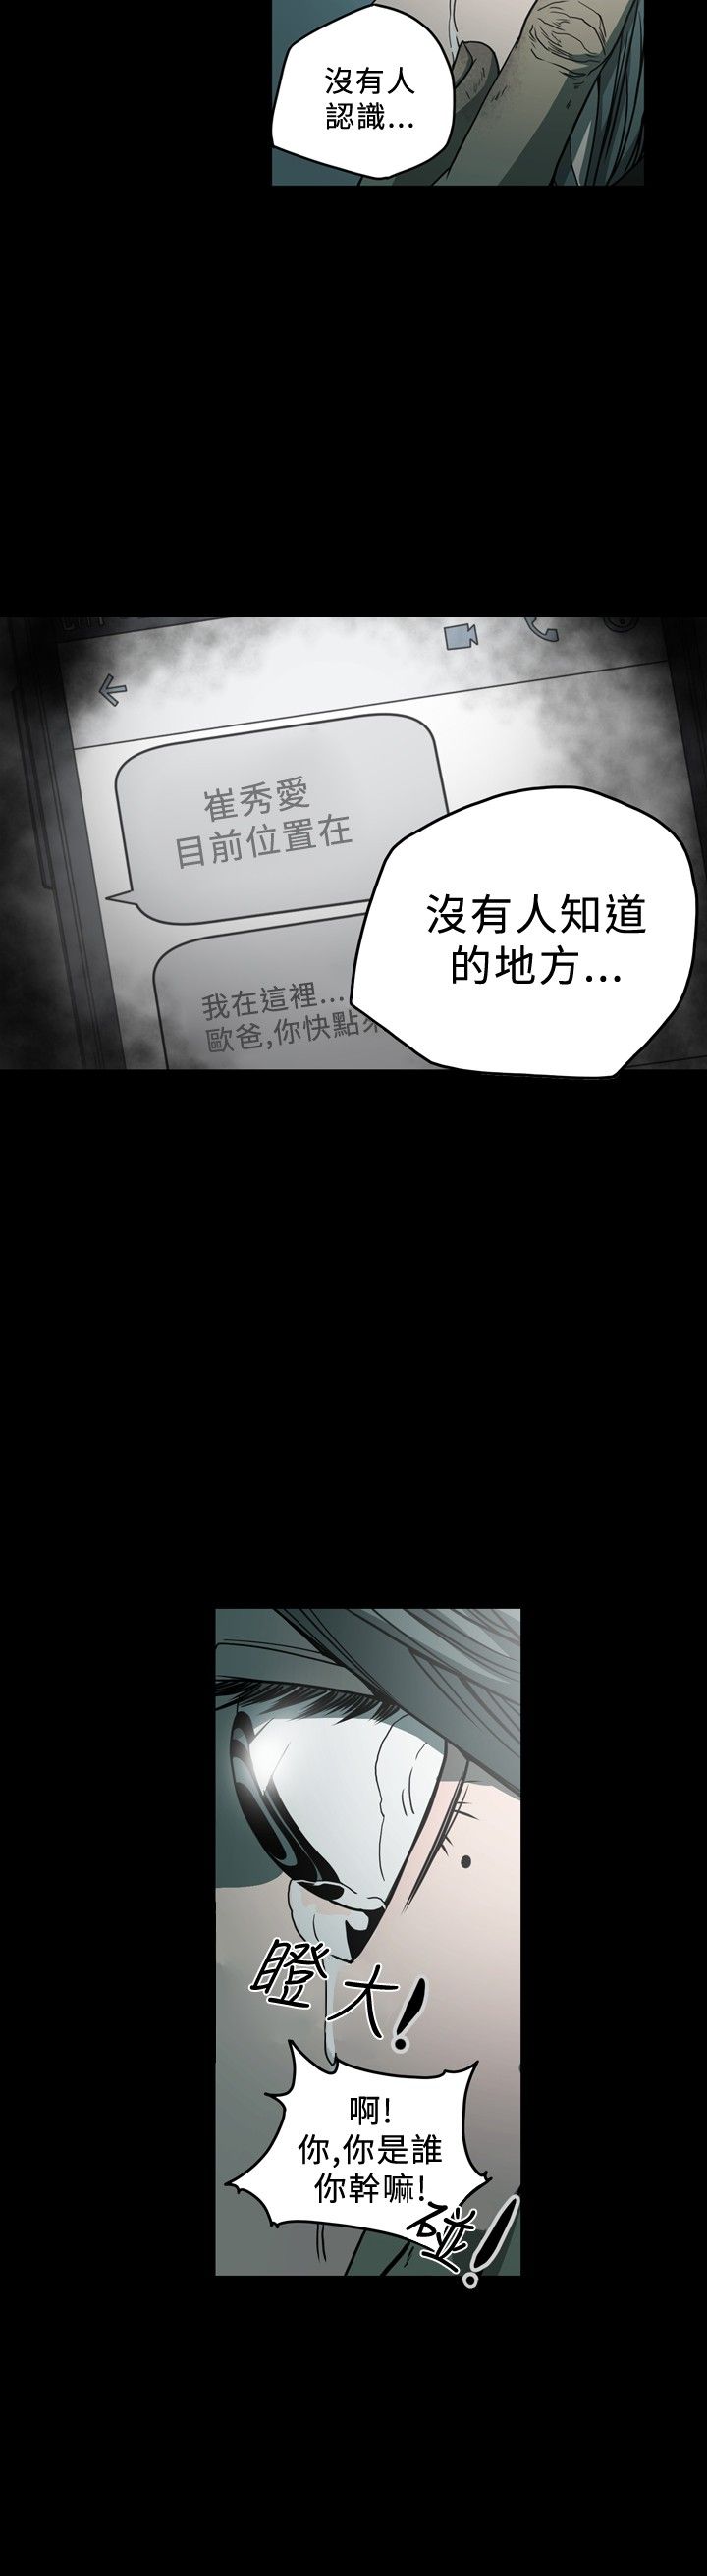 沒有人
認識...
崔秀愛
目前位置在
沒有人知道
的地方...
我在這裡...
歐爸,你快點
瞪大!
啊!
你,你是誰
你幹嘛!
碰!